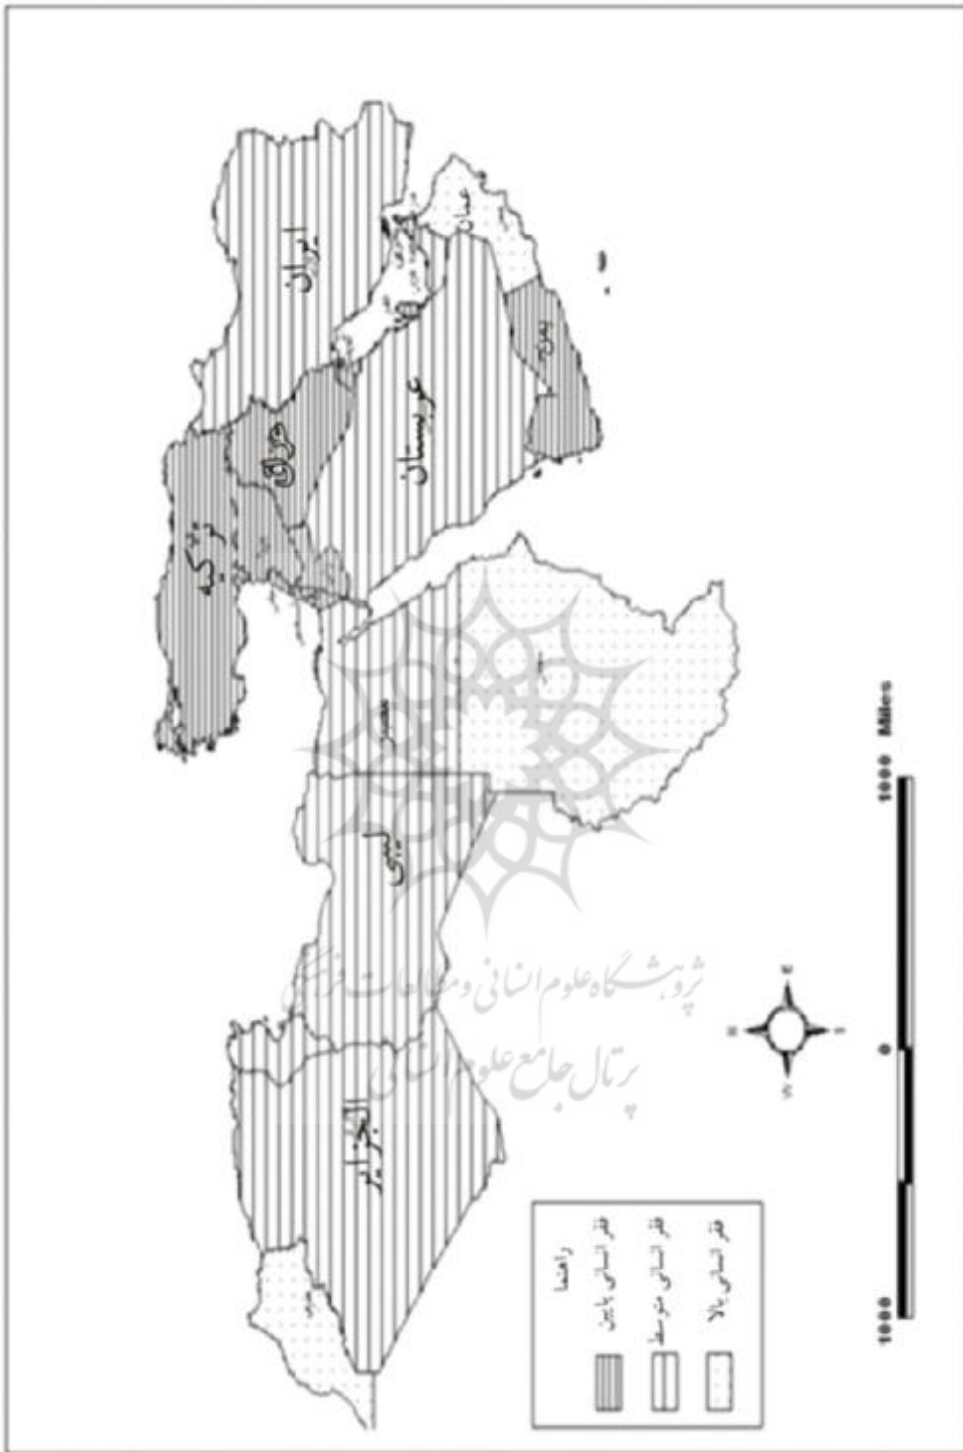 ایران
ترکیه
عراق
عربستان
عمان
یمن
مصر
لیبی
الجزایر
پژوهشگاه علوم انسانی و مطالعات فرهنگی
پرتال جامع علوم انسانی
راهنما
فقر انسانی پایین
فقر انسانی متوسط
فقر انسانی بالا
N
E
S
W
1000 0 1000 Miles